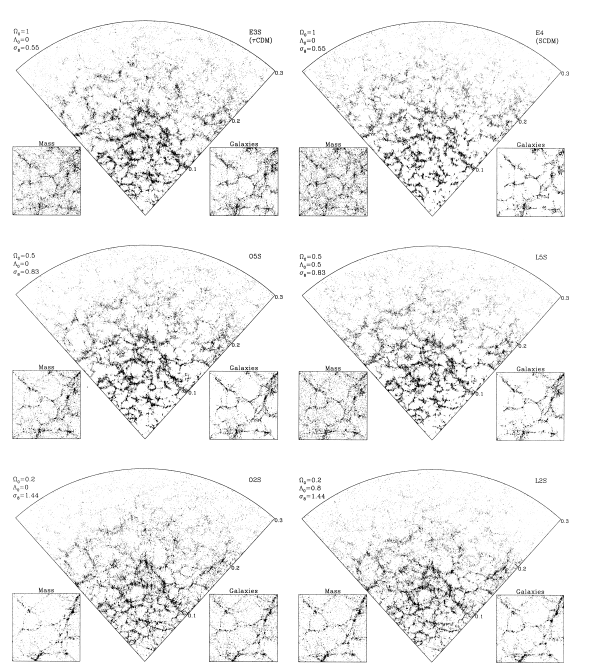 Ω₀=1
Λ₀=0
σ₈=0.55
E3S
(τCDM)
0.3
0.2
0.1
Mass
Galaxies
Ω₀=1
Λ₀=0
σ₈=0.55
E4
(SCDM)
0.3
0.2
0.1
Mass
Galaxies
Ω₀=0.5
Λ₀=0
σ₈=0.83
O5S
0.3
0.2
0.1
Mass
Galaxies
Ω₀=0.5
Λ₀=0.5
σ₈=0.83
L5S
0.3
0.2
0.1
Mass
Galaxies
Ω₀=0.2
Λ₀=0
σ₈=1.44
O2S
0.3
0.2
0.1
Mass
Galaxies
Ω₀=0.2
Λ₀=0.8
σ₈=1.44
L2S
0.3
0.2
0.1
Mass
Galaxies